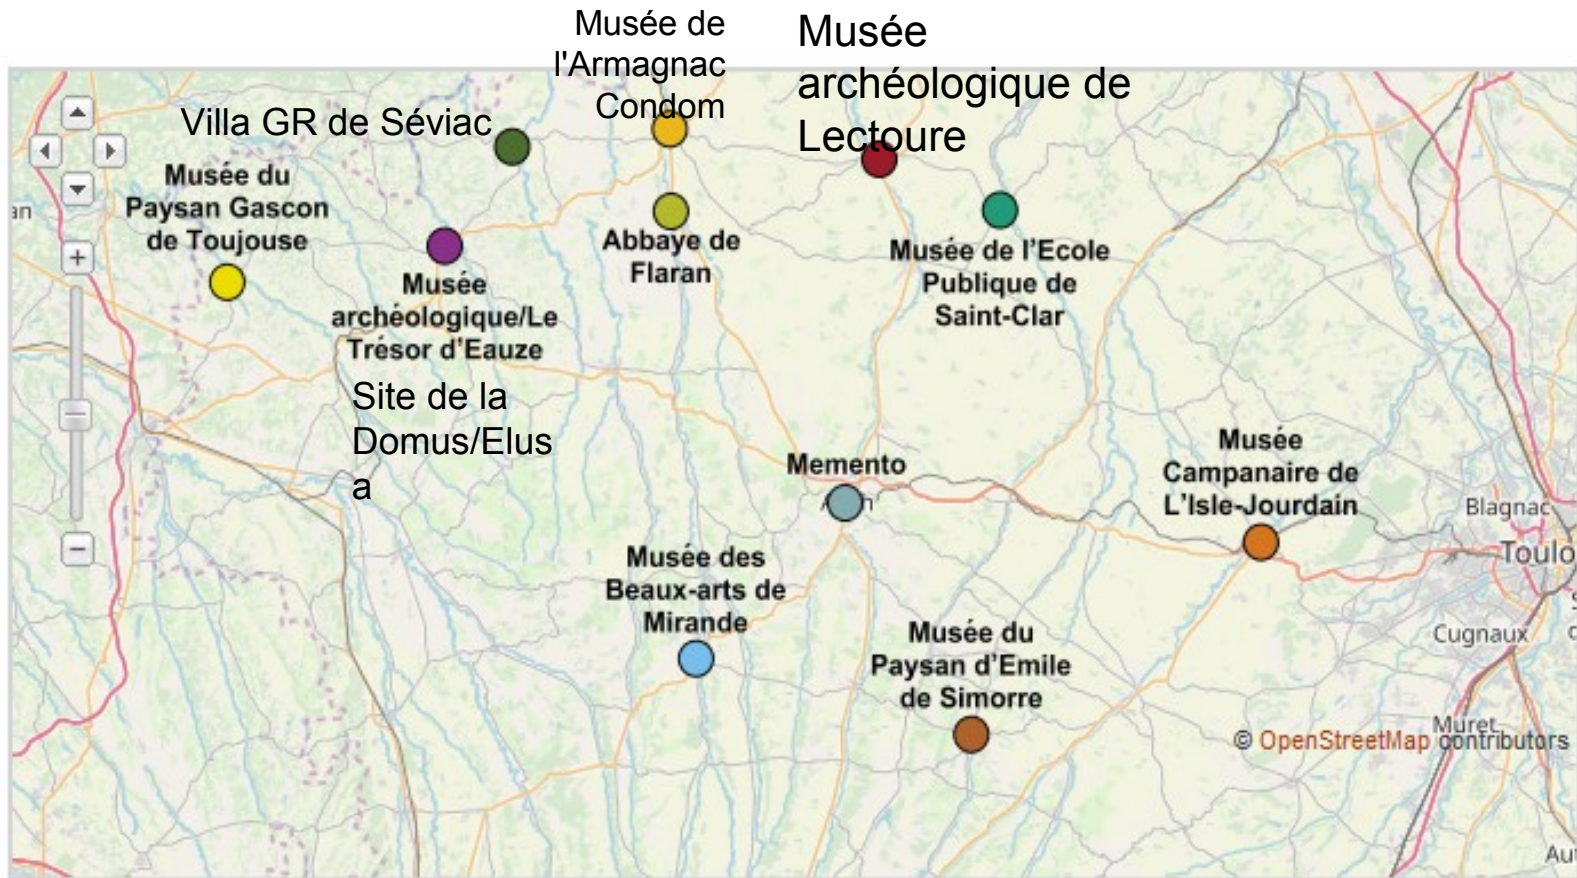 Musée de
l'Armagnac
Condom
Musée
archéologique de
Lectoure
Villa GR de Séviac
Musée du
Paysan Gascon
de Toujouse
an
Musée
archéologique/Le
Trésor d'Eauze
Abbaye de
Flaran
Musée de l'Ecole
Publique de
Saint-Clar
Site de la
Domus/Elus
a
Memento
Musée
Campanaire de
L'Isle-Jourdain
Blagnac
Toulo
Musée des
Beaux-arts de
Mirande
Musée du
Paysan d'Emile
de Simorre
Cugnaux
Muret
© OpenStreetMap contributors
Aut